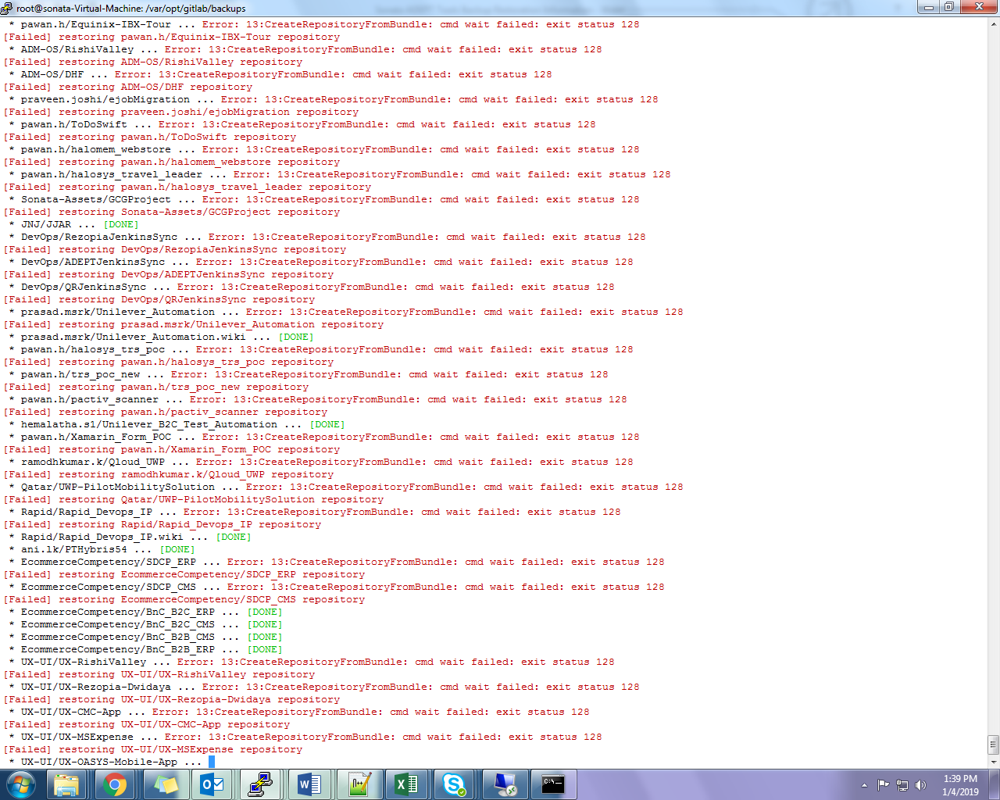 root@sonata-Virtual-Machine: /var/opt/gitlab/backups
* pawan.h/Equinix-IBX-Tour ... Error: 13:CreateRepositoryFromBundle: cmd wait failed: exit status 128
[Failed] restoring pawan.h/Equinix-IBX-Tour repository
* ADM-OS/RishiValley ... Error: 13:CreateRepositoryFromBundle: cmd wait failed: exit status 128
[Failed] restoring ADM-OS/RishiValley repository
* ADM-OS/DHF ... Error: 13:CreateRepositoryFromBundle: cmd wait failed: exit status 128
[Failed] restoring ADM-OS/DHF repository
* praveen.joshi/ejobMigration ... Error: 13:CreateRepositoryFromBundle: cmd wait failed: exit status 128
[Failed] restoring praveen.joshi/ejobMigration repository
* pawan.h/ToDoSwift ... Error: 13:CreateRepositoryFromBundle: cmd wait failed: exit status 128
[Failed] restoring pawan.h/ToDoSwift repository
* pawan.h/halomem_webstore ... Error: 13:CreateRepositoryFromBundle: cmd wait failed: exit status 128
[Failed] restoring pawan.h/halomem_webstore repository
* pawan.h/halosys_travel_leader ... Error: 13:CreateRepositoryFromBundle: cmd wait failed: exit status 128
[Failed] restoring pawan.h/halosys_travel_leader repository
* Sonata-Assets/GCGProject ... Error: 13:CreateRepositoryFromBundle: cmd wait failed: exit status 128
[Failed] restoring Sonata-Assets/GCGProject repository
* JNJ/JJAR ... [DONE]
* DevOps/RezopiaJenkinsSync ... Error: 13:CreateRepositoryFromBundle: cmd wait failed: exit status 128
[Failed] restoring DevOps/RezopiaJenkinsSync repository
* DevOps/ADEPTJenkinsSync ... Error: 13:CreateRepositoryFromBundle: cmd wait failed: exit status 128
[Failed] restoring DevOps/ADEPTJenkinsSync repository
* DevOps/QRJenkinsSync ... Error: 13:CreateRepositoryFromBundle: cmd wait failed: exit status 128
[Failed] restoring DevOps/QRJenkinsSync repository
* prasad.msrk/Unilever_Automation ... Error: 13:CreateRepositoryFromBundle: cmd wait failed: exit status 128
[Failed] restoring prasad.msrk/Unilever_Automation repository
* prasad.msrk/Unilever_Automation.wiki ... [DONE]
* pawan.h/halosys_trs_poc ... Error: 13:CreateRepositoryFromBundle: cmd wait failed: exit status 128
[Failed] restoring pawan.h/halosys_trs_poc repository
* pawan.h/trs_poc_new ... Error: 13:CreateRepositoryFromBundle: cmd wait failed: exit status 128
[Failed] restoring pawan.h/trs_poc_new repository
* pawan.h/pactiv_scanner ... Error: 13:CreateRepositoryFromBundle: cmd wait failed: exit status 128
[Failed] restoring pawan.h/pactiv_scanner repository
* hemalatha.s1/Unilever_B2C_Test_Automation ... [DONE]
* pawan.h/Xamarin_Form_POC ... Error: 13:CreateRepositoryFromBundle: cmd wait failed: exit status 128
[Failed] restoring pawan.h/Xamarin_Form_POC repository
* ramodhkumar.k/Qloud_UWP ... Error: 13:CreateRepositoryFromBundle: cmd wait failed: exit status 128
[Failed] restoring ramodhkumar.k/Qloud_UWP repository
* Qatar/UWP-PilotMobilitySolution ... Error: 13:CreateRepositoryFromBundle: cmd wait failed: exit status 128
[Failed] restoring Qatar/UWP-PilotMobilitySolution repository
* Rapid/Rapid_Devops_IP ... Error: 13:CreateRepositoryFromBundle: cmd wait failed: exit status 128
[Failed] restoring Rapid/Rapid_Devops_IP repository
* Rapid/Rapid_Devops_IP.wiki ... [DONE]
* ani.lk/PTHybris54 ... [DONE]
* EcommerceCompetency/SDCP_ERP ... Error: 13:CreateRepositoryFromBundle: cmd wait failed: exit status 128
[Failed] restoring EcommerceCompetency/SDCP_ERP repository
* EcommerceCompetency/SDCP_CMS ... Error: 13:CreateRepositoryFromBundle: cmd wait failed: exit status 128
[Failed] restoring EcommerceCompetency/SDCP_CMS repository
* EcommerceCompetency/BnC_B2C_ERP ... [DONE]
* EcommerceCompetency/BnC_B2C_CMS ... [DONE]
* EcommerceCompetency/BnC_B2B_CMS ... [DONE]
* EcommerceCompetency/BnC_B2B_ERP ... [DONE]
* UX-UI/UX-RishiValley ... Error: 13:CreateRepositoryFromBundle: cmd wait failed: exit status 128
[Failed] restoring UX-UI/UX-RishiValley repository
* UX-UI/UX-Rezopia-Dwidaya ... Error: 13:CreateRepositoryFromBundle: cmd wait failed: exit status 128
[Failed] restoring UX-UI/UX-Rezopia-Dwidaya repository
* UX-UI/UX-CMC-App ... Error: 13:CreateRepositoryFromBundle: cmd wait failed: exit status 128
[Failed] restoring UX-UI/UX-CMC-App repository
* UX-UI/UX-MSExpense ... Error: 13:CreateRepositoryFromBundle: cmd wait failed: exit status 128
[Failed] restoring UX-UI/UX-MSExpense repository
* UX-UI/UX-OASYS-Mobile-App ...
1:39 PM
1/4/2019